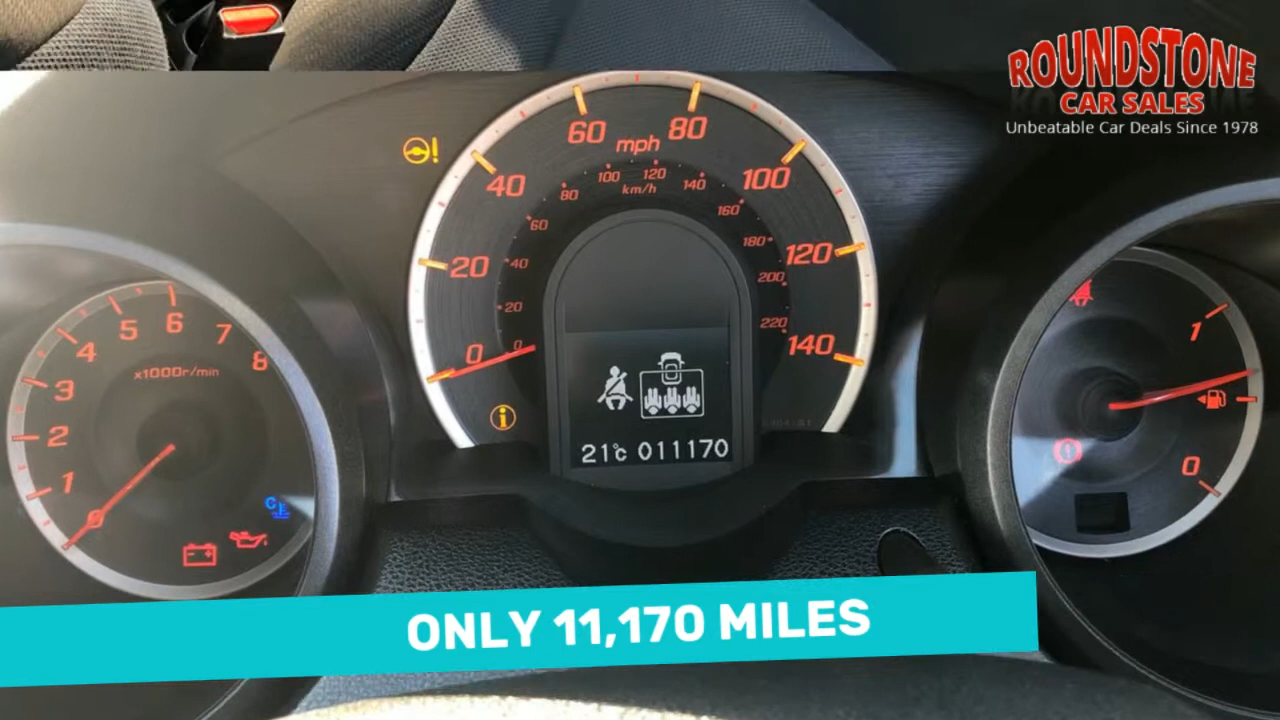 ROUNDSTONE
CAR SALES
Unbeatable Car Deals Since 1978
60 mph 80
40 100
20 120
0 140
100 120
80 km/h 140
60 160
40 180
20 200
0 220
x1000r/min
0 1 2 3 4 5 6 7 8
C
E
21°c 011170
1
0
ONLY 11,170 MILES